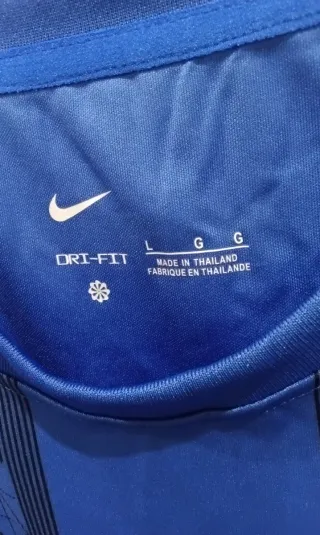 DRI-FIT
L G G
MADE IN THAILAND
FABRIQUE EN THAILANDE